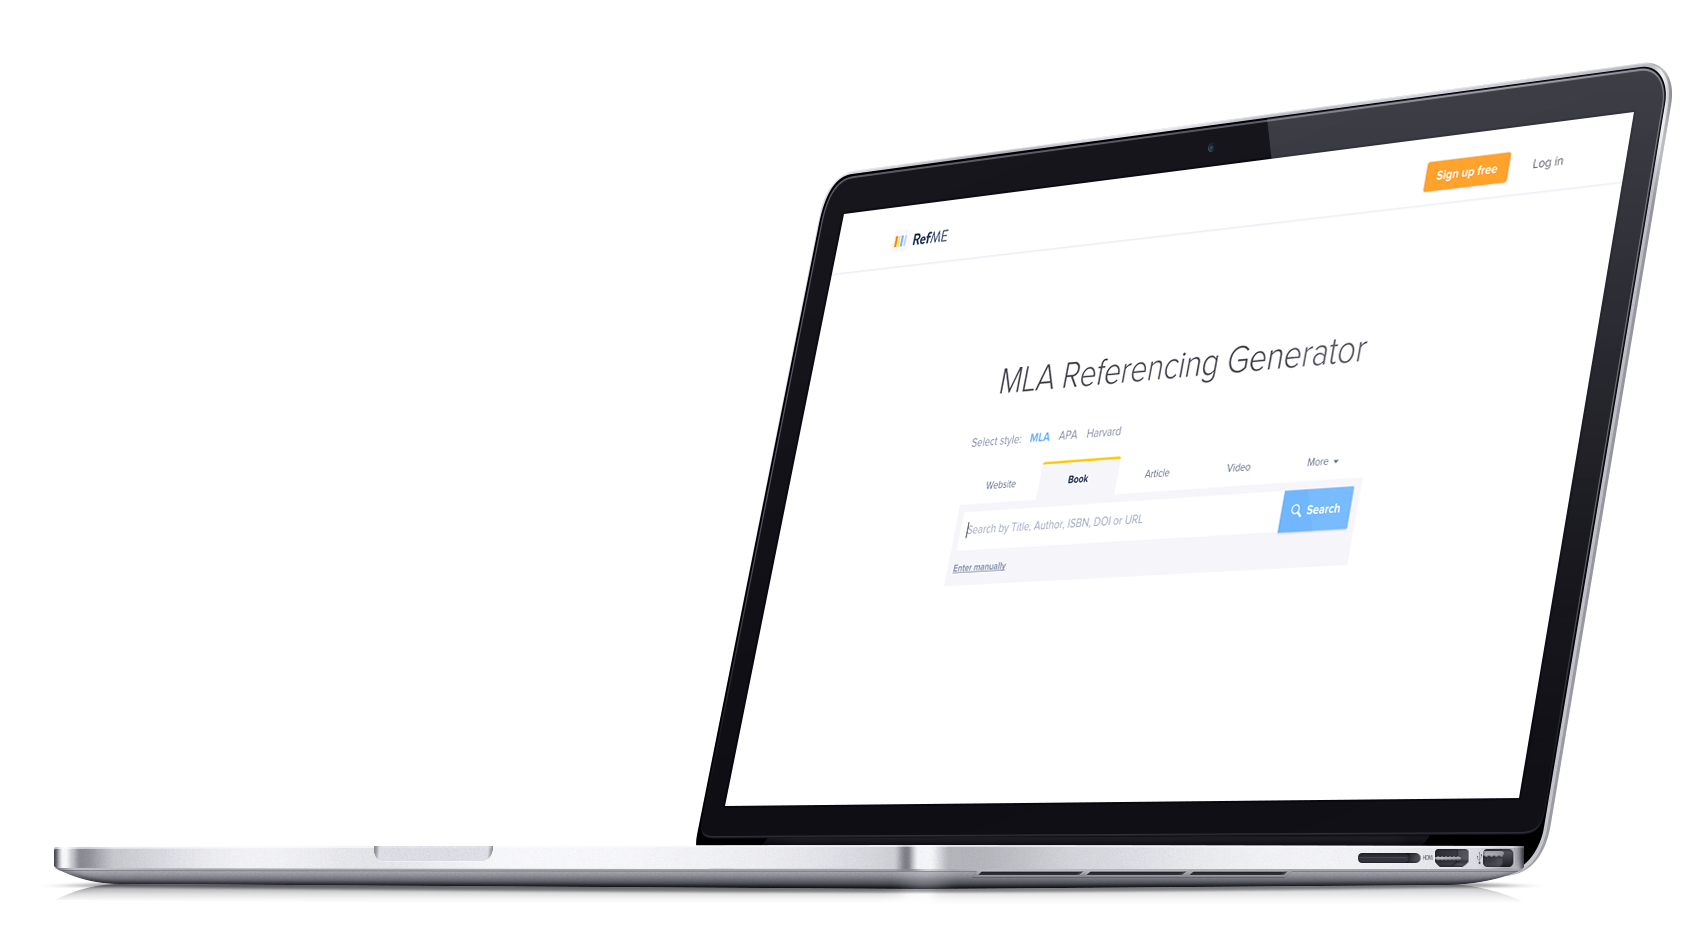 Sign up free
Log in
RefME
MLA Referencing Generator
Select style: MLA APA Harvard
Website Book Article Video More
Search by Title, Author, ISBN, DOI or URL
Search
Enter manually
HDMI